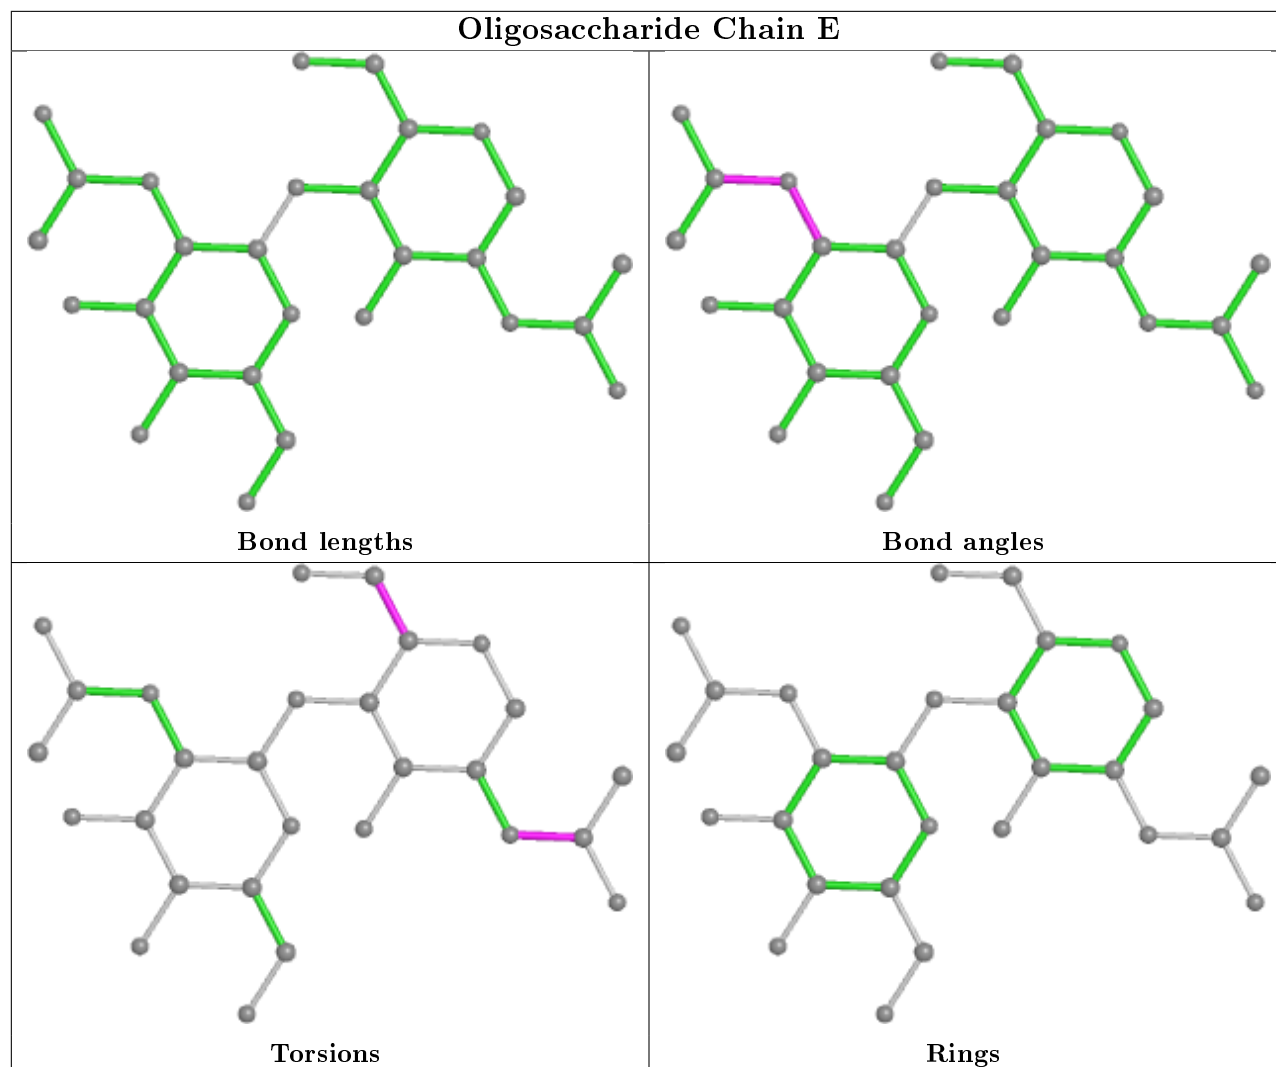 Oligosaccharide Chain E
Bond lengths
Bond angles
Torsions
Rings